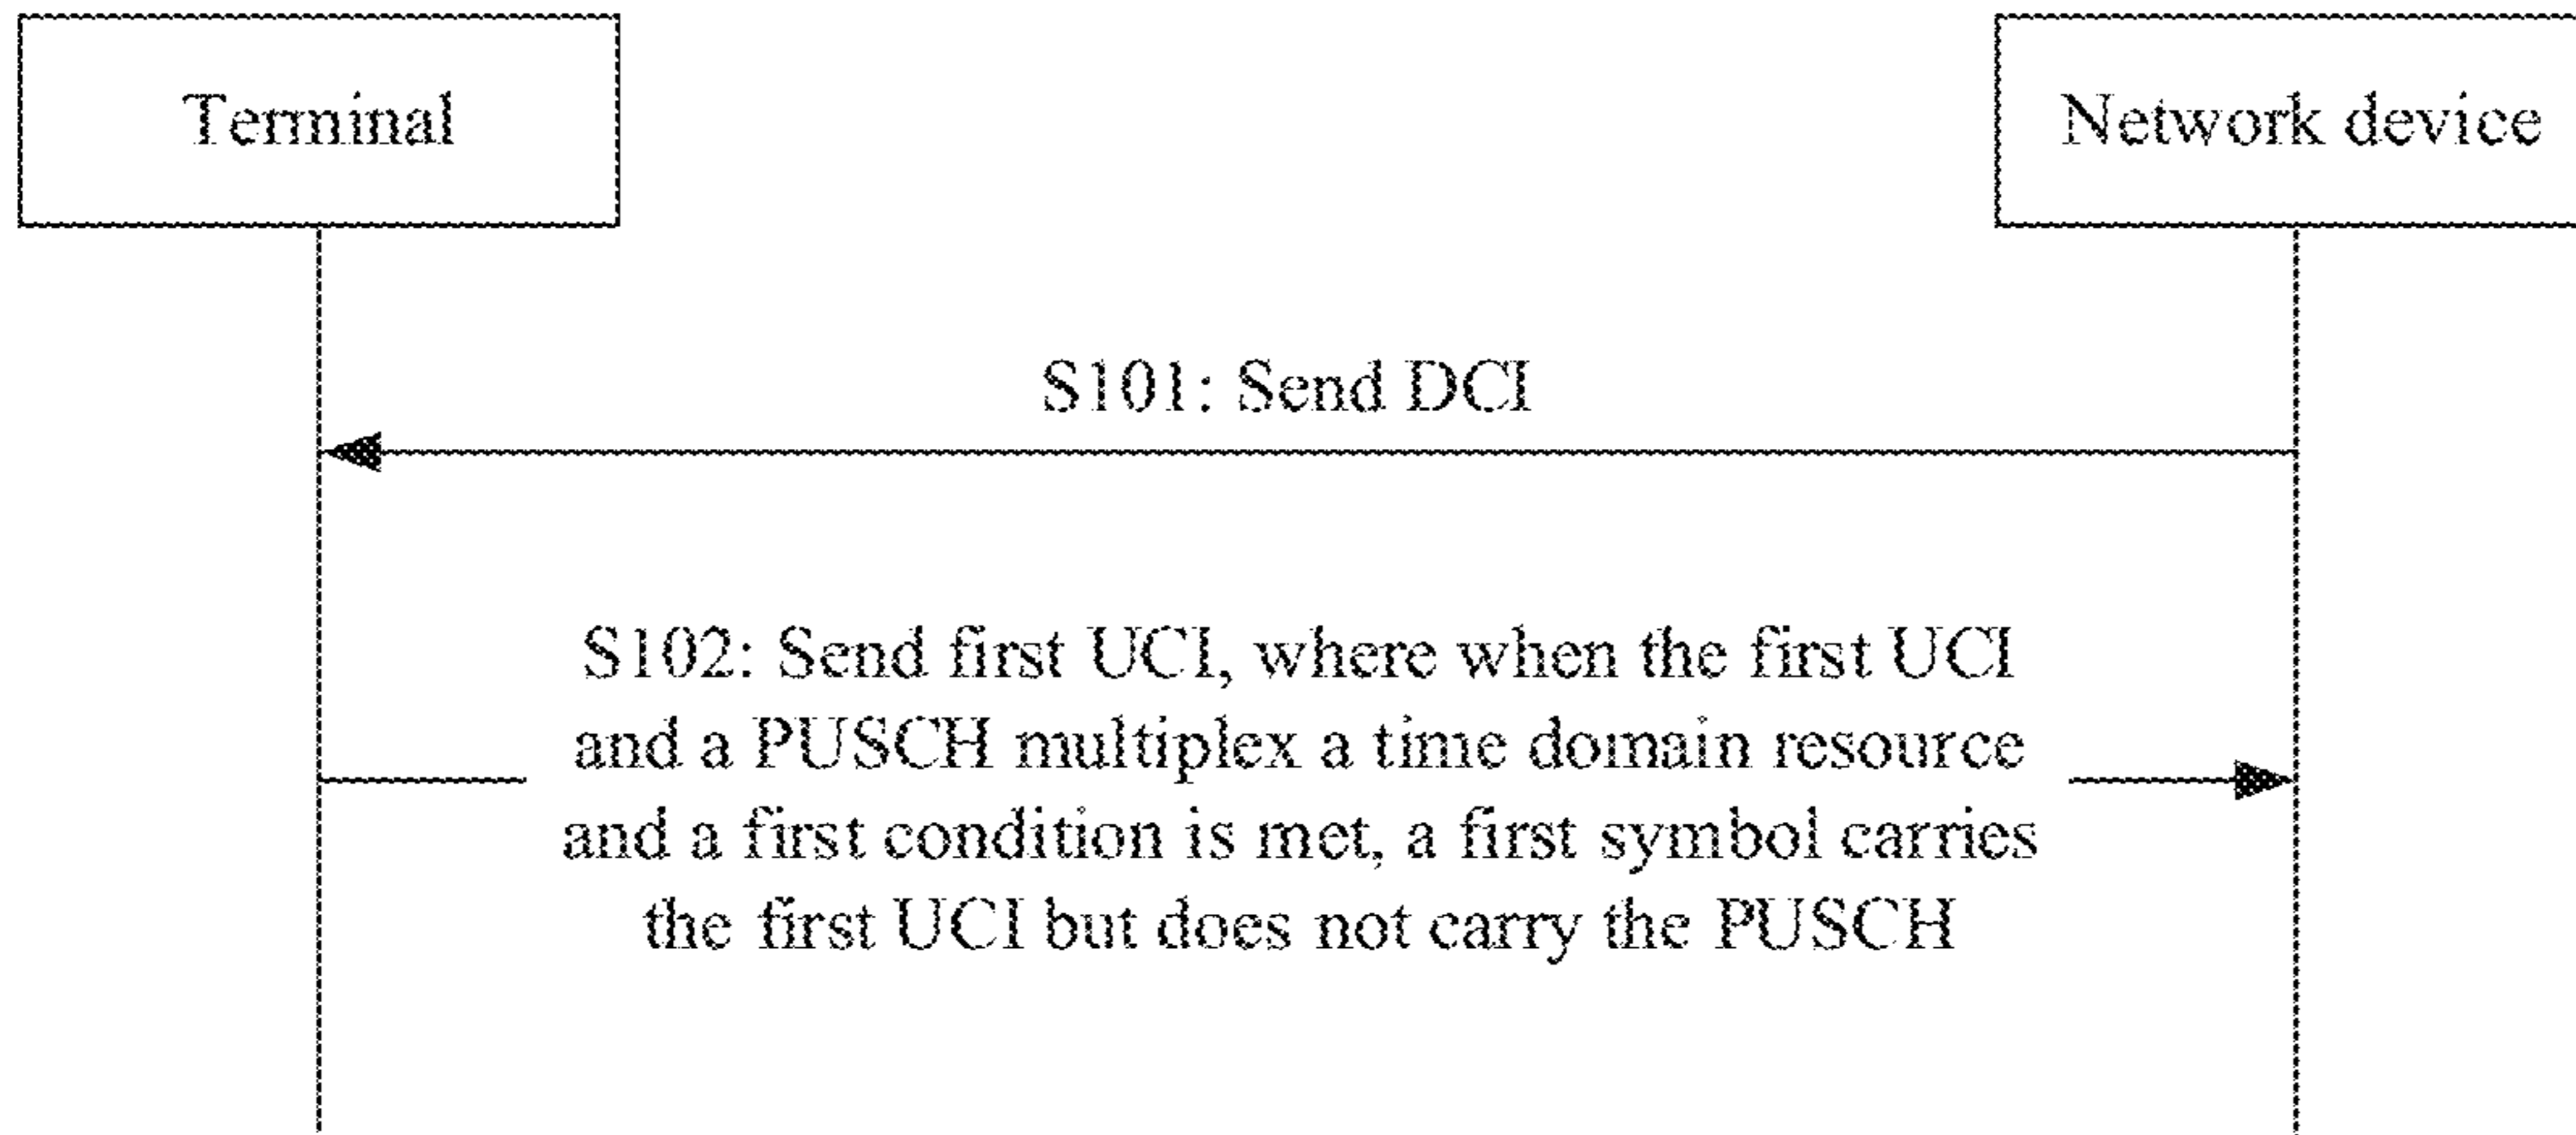 Terminal
Network device
S101: Send DCI
S102: Send first UCI, where when the first UCI
and a PUSCH multiplex a time domain resource
and a first condition is met, a first symbol carries
the first UCI but does not carry the PUSCH